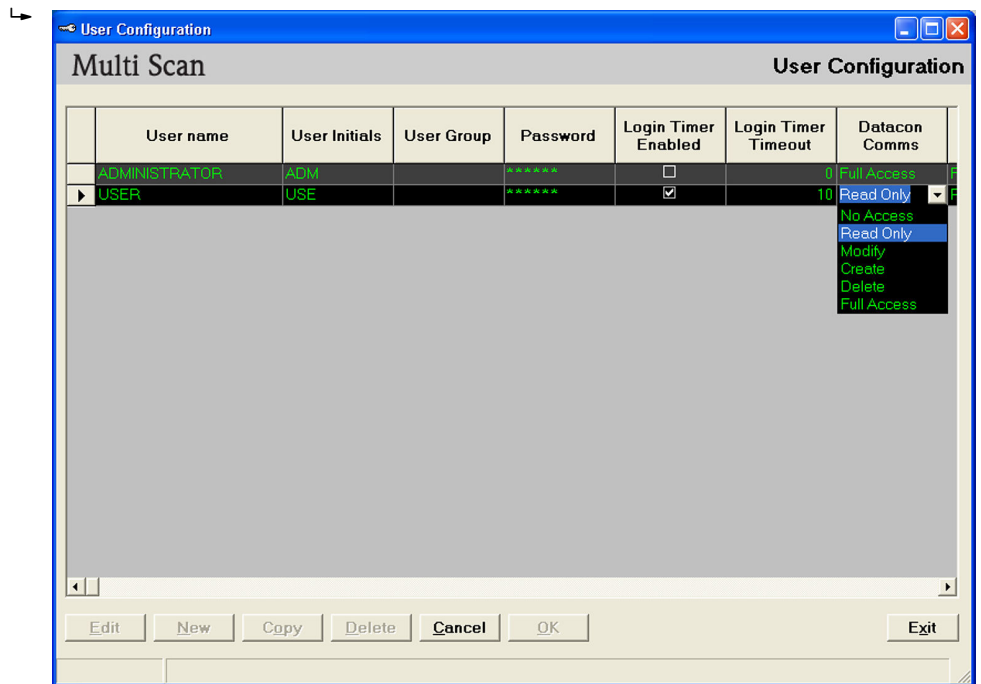 User Configuration
Multi Scan
User Configuration
User name User Initials User Group Password Login Timer Enabled Login Timer Timeout Datacon Comms
ADMINISTRATOR ADM ****** 0 Full Access F
USER USE ****** 10 Read Only F
No Access
Read Only
Modify
Create
Delete
Full Access
Edit New Copy Delete Cancel OK Exit